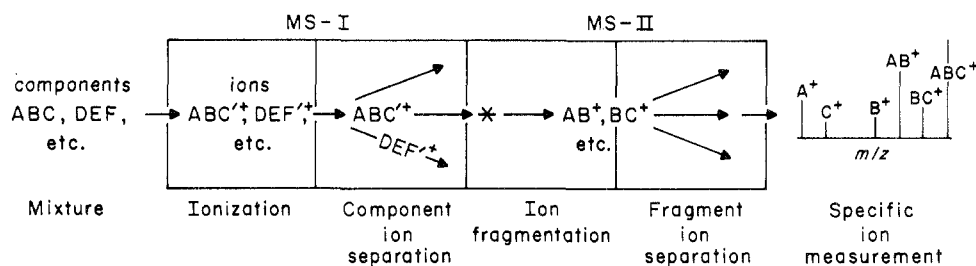 MS-I MS-II
components
ABC, DEF,
etc.
ions
ABC'⁺, DEF'⁺,
etc.
ABC'⁺
DEF'⁺
*
AB⁺, BC⁺
etc.
A⁺
C⁺
B⁺
AB⁺
BC⁺
ABC⁺
m/z
Mixture
Ionization
Component
ion
separation
Ion
fragmentation
Fragment
ion
separation
Specific
ion
measurement